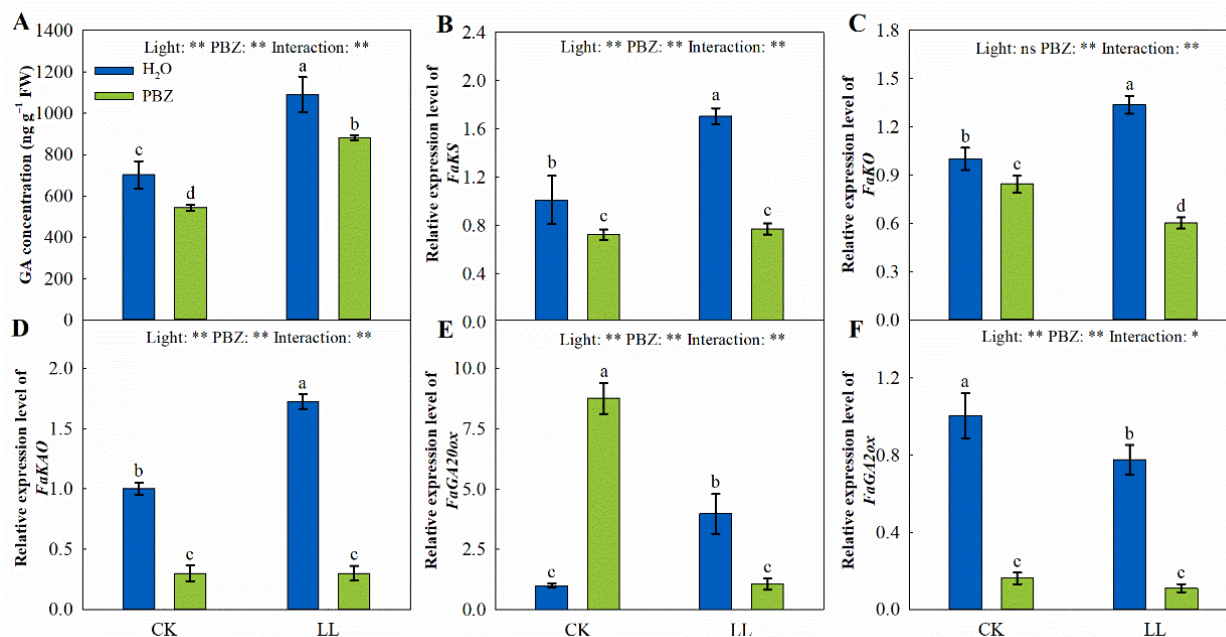 A
GA concentration (ng g⁻¹ FW)
1400
1200
1000
800
600
400
200
0
Light: ** PBZ: ** Interaction: **
H₂O
PBZ
c
d
a
b
B
Relative expression level of
FaKS
2.4
2.0
1.6
1.2
0.8
0.4
0.0
Light: ** PBZ: ** Interaction: **
b
c
a
c
C
Relative expression level of
FaKO
1.8
1.5
1.2
0.9
0.6
0.3
0.0
Light: ns PBZ: ** Interaction: **
b
c
a
d
D
Relative expression level of
FaKAO
2.0
1.5
1.0
0.5
0.0
Light: ** PBZ: ** Interaction: **
b
c
a
c
CK
LL
E
Relative expression level of
FaGA20ox
10.0
7.5
5.0
2.5
0.0
Light: ** PBZ: ** Interaction: **
c
a
b
c
CK
LL
F
Relative expression level of
FaGA2ox
1.2
0.8
0.4
0.0
Light: ** PBZ: ** Interaction: *
a
c
b
c
CK
LL